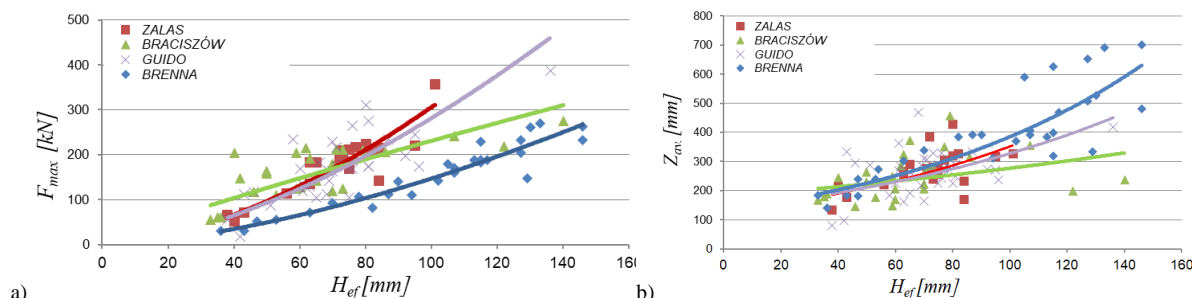 500
400
300
200
100
0
F_max [kN]
ZALAS
BRACISZÓW
GUIDO
BRENNA
20 40 60 80 100 120 140 160
H_ef [mm]
a)
800
700
600
500
400
300
200
100
0
Z_av. [mm]
ZALAS
BRACISZÓW
GUIDO
BRENNA
20 40 60 80 100 120 140 160
H_ef [mm]
b)